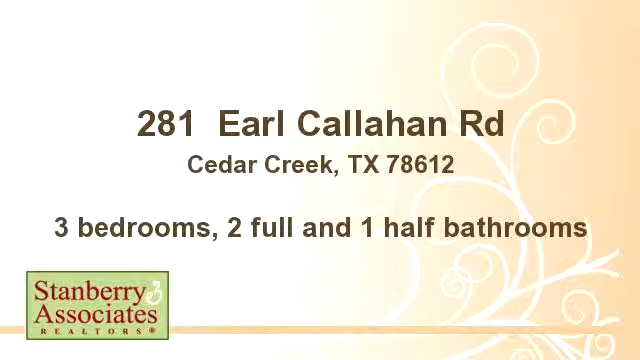 281  Earl Callahan Rd
Cedar Creek, TX 78612
3 bedrooms, 2 full and 1 half bathrooms
Stanberry &
Associates
REALTORS®